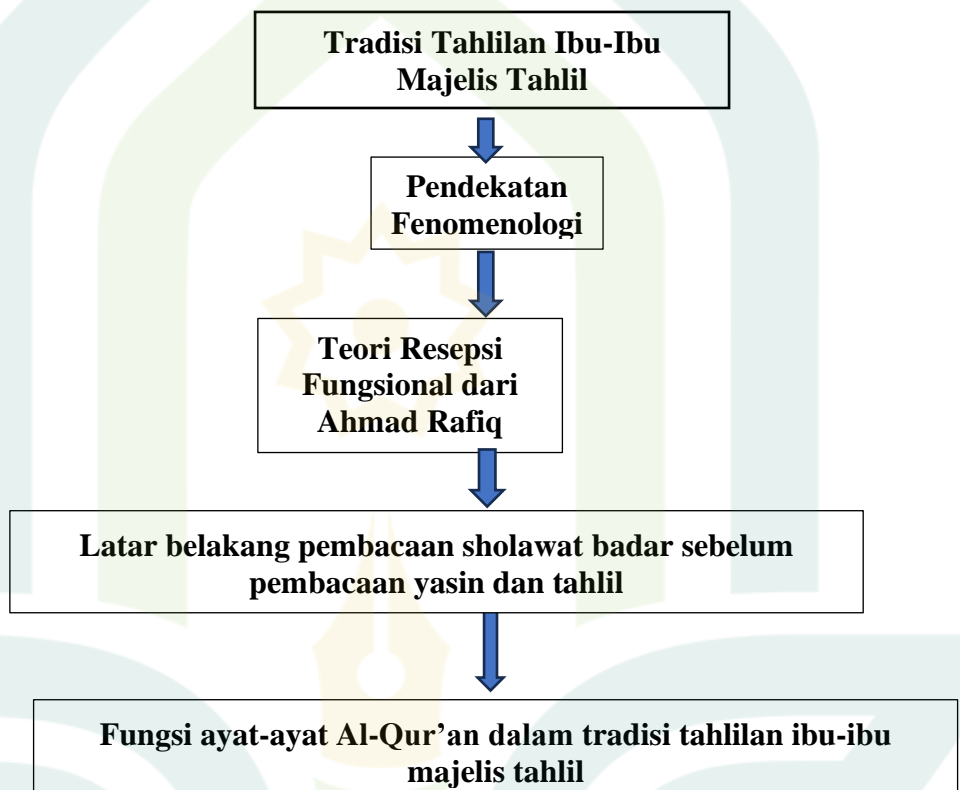 Tradisi Tahlilan Ibu-Ibu
Majelis Tahlil
Pendekatan
Fenomenologi
Teori Resepsi
Fungsional dari
Ahmad Rafiq
Latar belakang pembacaan sholawat badar sebelum
pembacaan yasin dan tahlil
Fungsi ayat-ayat Al-Qur’an dalam tradisi tahlilan ibu-ibu
majelis tahlil